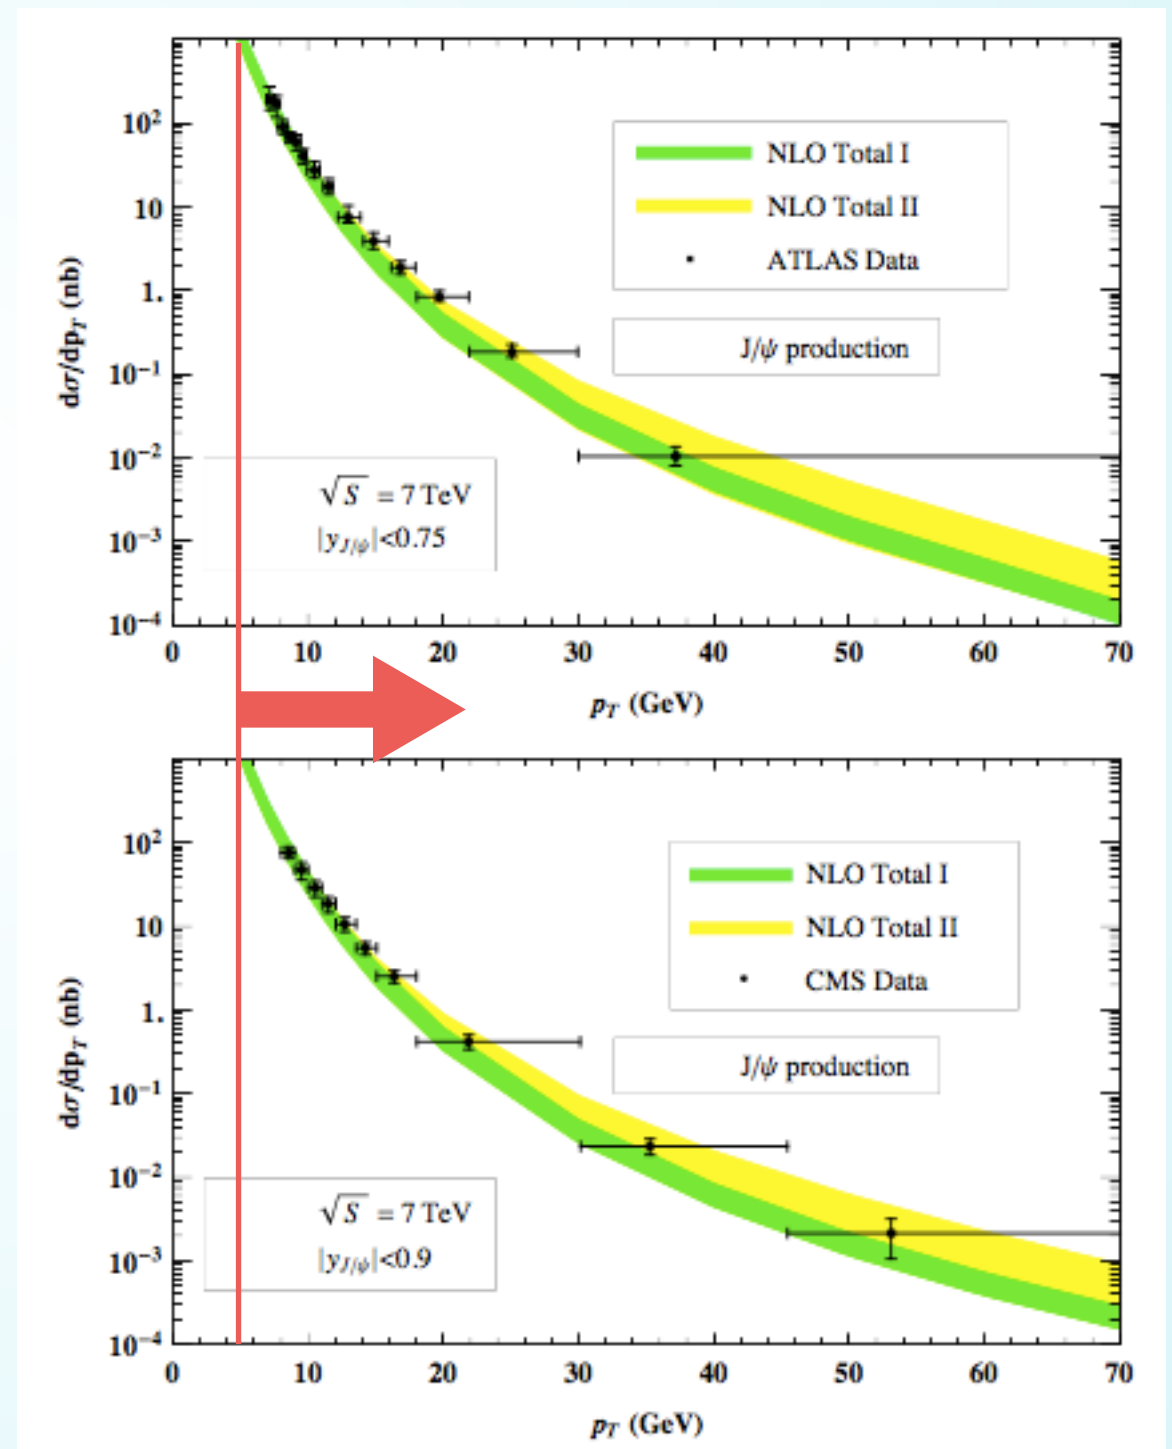 10²
10
1.
10⁻¹
10⁻²
10⁻³
10⁻⁴
dσ/dp_T (nb)
NLO Total I
NLO Total II
ATLAS Data
J/ψ production
√S = 7 TeV
|y_J/ψ|<0.75
0 10 20 30 40 50 60 70
p_T (GeV)
10²
10
1.
10⁻¹
10⁻²
10⁻³
10⁻⁴
dσ/dp_T (nb)
NLO Total I
NLO Total II
CMS Data
J/ψ production
√S = 7 TeV
|y_J/ψ|<0.9
0 10 20 30 40 50 60 70
p_T (GeV)